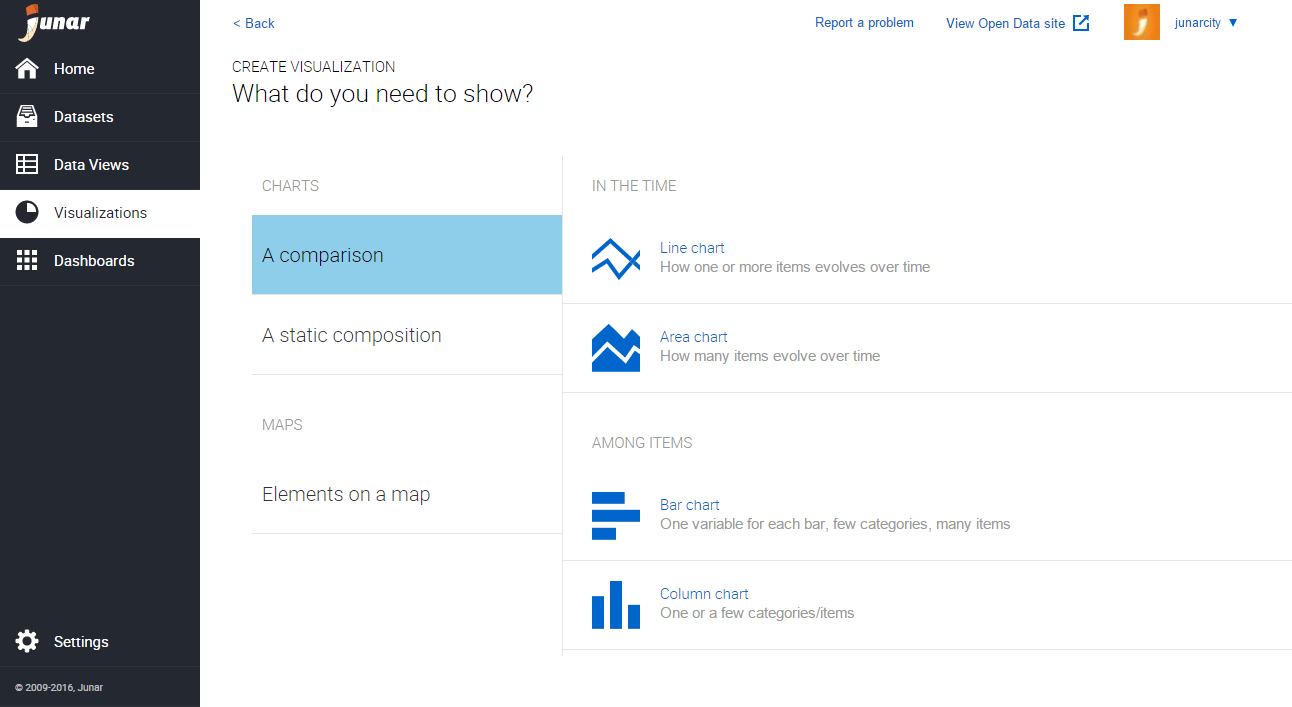 junar
Home
Datasets
Data Views
Visualizations
Dashboards
Settings
© 2009-2016, Junar
< Back
Report a problem
View Open Data site
junarcity ▼
CREATE VISUALIZATION
What do you need to show?
CHARTS
A comparison
A static composition
MAPS
Elements on a map
IN THE TIME
Line chart
How one or more items evolves over time
Area chart
How many items evolve over time
AMONG ITEMS
Bar chart
One variable for each bar, few categories, many items
Column chart
One or a few categories/items